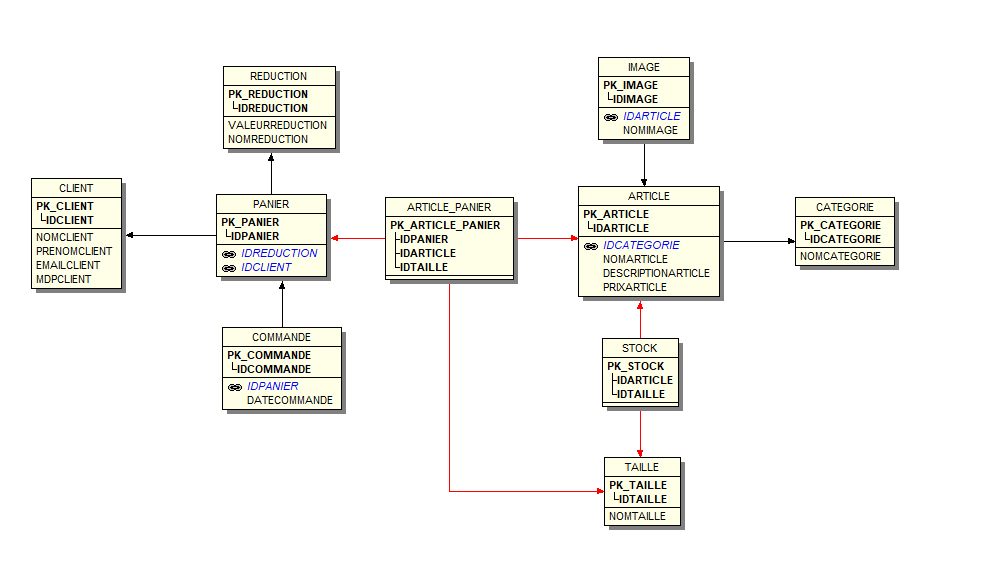 REDUCTION
PK_REDUCTION
IDREDUCTION
VALEURREDUCTION
NOMREDUCTION
IMAGE
PK_IMAGE
IDIMAGE
IDARTICLE
NOMIMAGE
CLIENT
PK_CLIENT
IDCLIENT
NOMCLIENT
PRENOMCLIENT
EMAILCLIENT
MDPCLIENT
PANIER
PK_PANIER
IDPANIER
IDREDUCTION
IDCLIENT
ARTICLE_PANIER
PK_ARTICLE_PANIER
IDPANIER
IDARTICLE
IDTAILLE
ARTICLE
PK_ARTICLE
IDARTICLE
IDCATEGORIE
NOMARTICLE
DESCRIPTIONARTICLE
PRIXARTICLE
CATEGORIE
PK_CATEGORIE
IDCATEGORIE
NOMCATEGORIE
COMMANDE
PK_COMMANDE
IDCOMMANDE
IDPANIER
DATECOMMANDE
STOCK
PK_STOCK
IDARTICLE
IDTAILLE
TAILLE
PK_TAILLE
IDTAILLE
NOMTAILLE